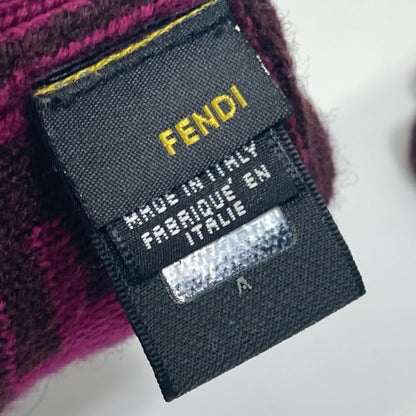 FENDI
MADE IN ITALY
FABRIQUÉ EN
ITALIE
A